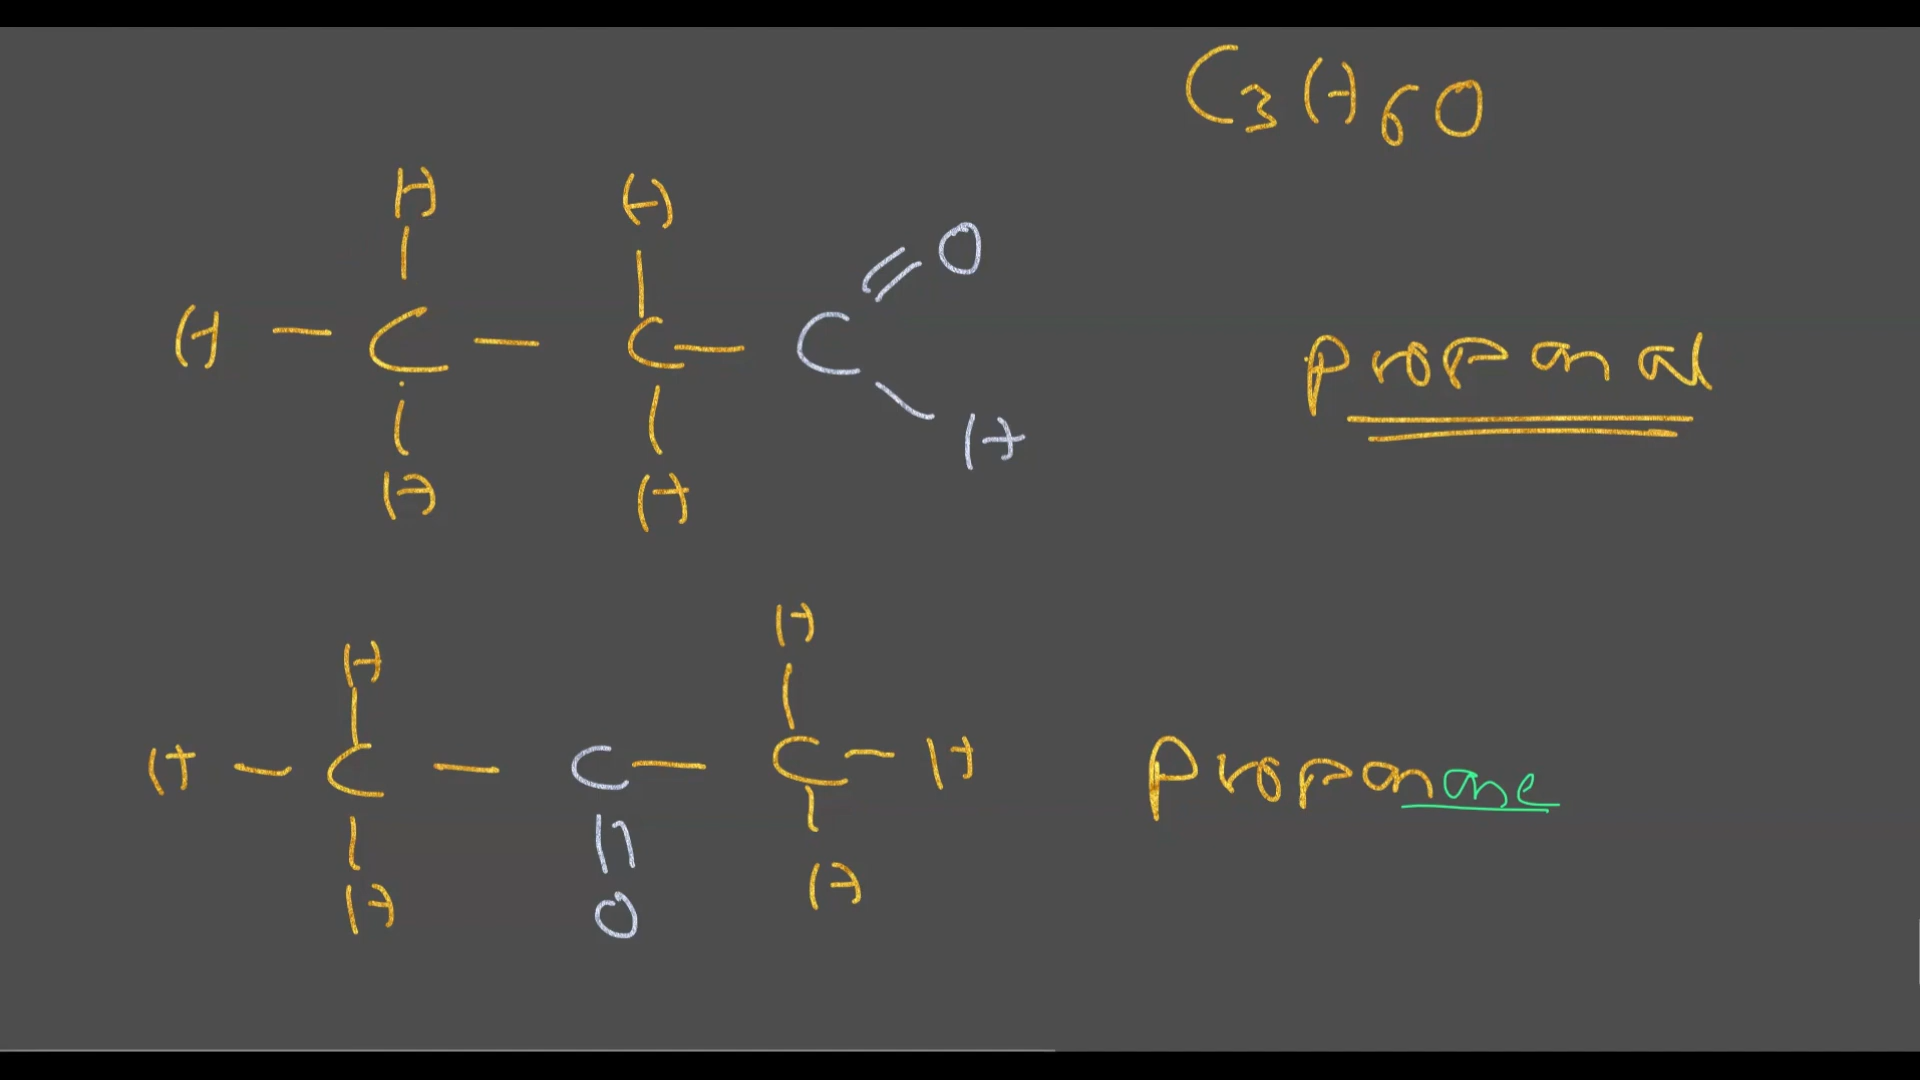 C3H6O
H H
H - C - C - C = O
H H H
propanal
H H
H - C - C - C - H
H O H
propanone